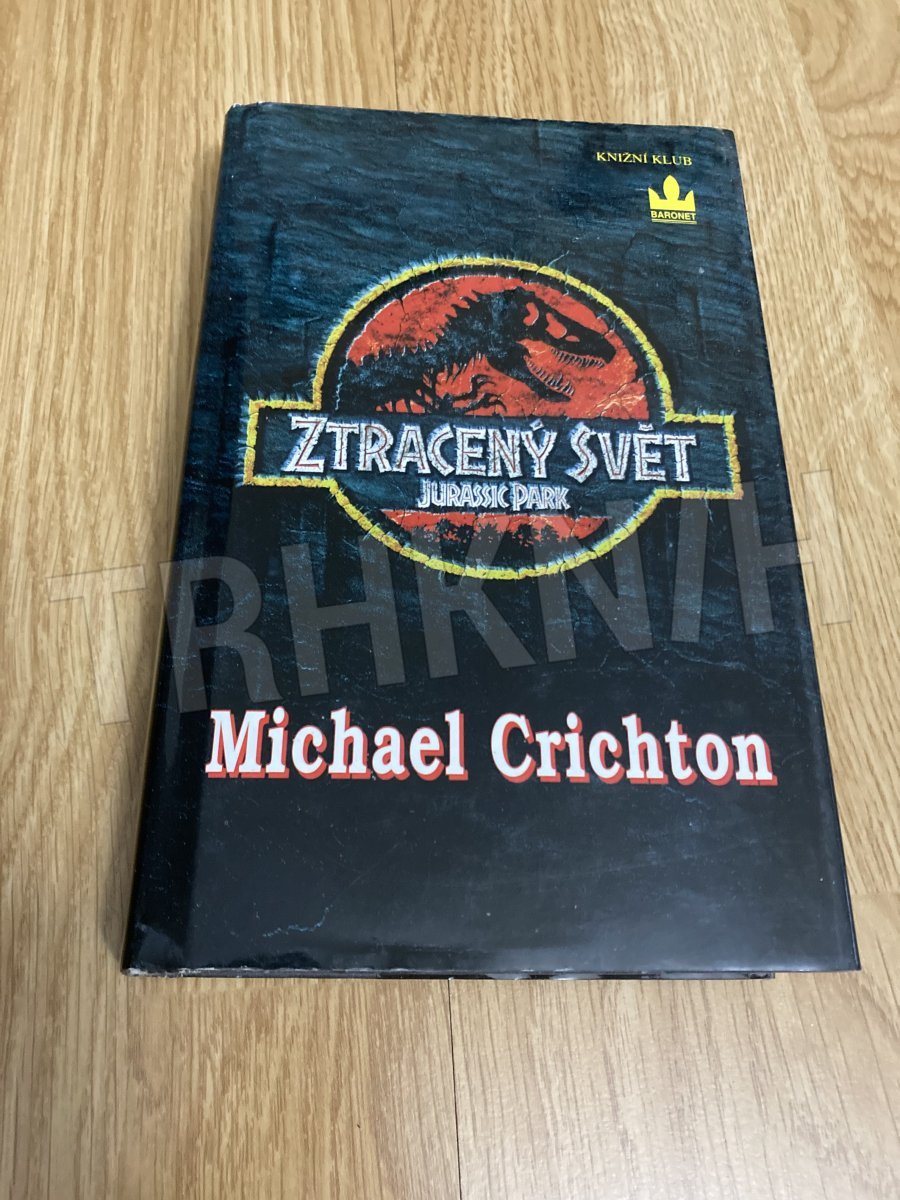 KNIŽNÍ KLUB
BARONET
ZTRACENÝ SVĚT
JURASSIC PARK
TRHKNIH
Michael Crichton